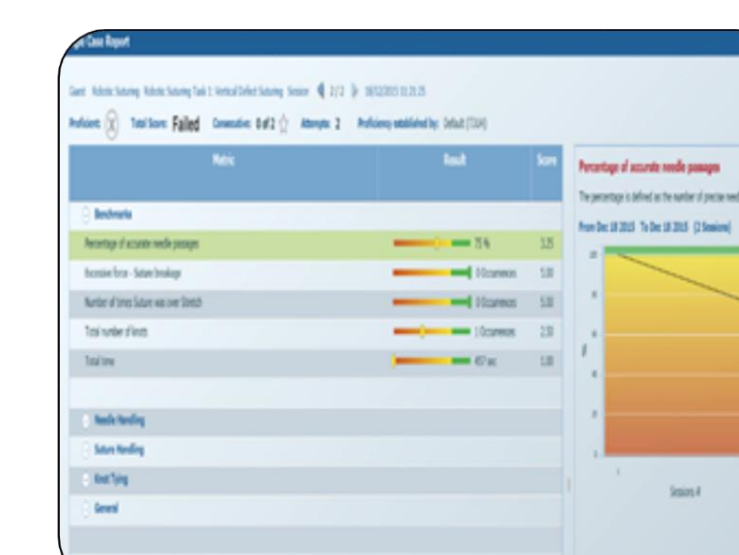 Case Report
Guest Robotic Suturing Robotic Suturing Task 1: Vertical Defect Suturing Session 2 / 2 18/12/2015
Proficient: X Total Score: Failed Consecutive: 0 of 2 Attempts: 2 Proficiency established by: Default
Metric Result Score
Benchmarks
Percentage of accurate needle passages 75 % 3.25
Excessive force - Suture breakage 0 Occurrences 5.00
Number of times Suture was over Stretch 0 Occurrences 5.00
Total number of knots 1 Occurrences 2.50
Total time 457 sec 1.00
Needle Handling
Suture Handling
Knot Tying
General
Percentage of accurate needle passages
The percentage is defined as the number of precise
From Dec 18 2015 To Dec 18 2015 (2 Sessions)
Sessions #